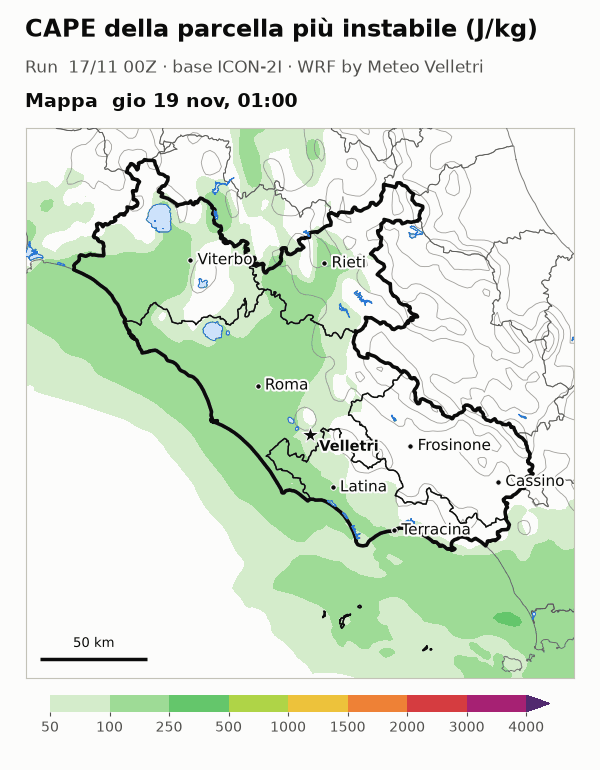 CAPE della parcella più instabile (J/kg)
Run 17/11 00Z · base ICON-2I · WRF by Meteo Velletri
Mappa gio 19 nov, 01:00
Viterbo
Rieti
Roma
Velletri
Frosinone
Latina
Cassino
Terracina
50 km
50 100 250 500 1000 1500 2000 3000 4000